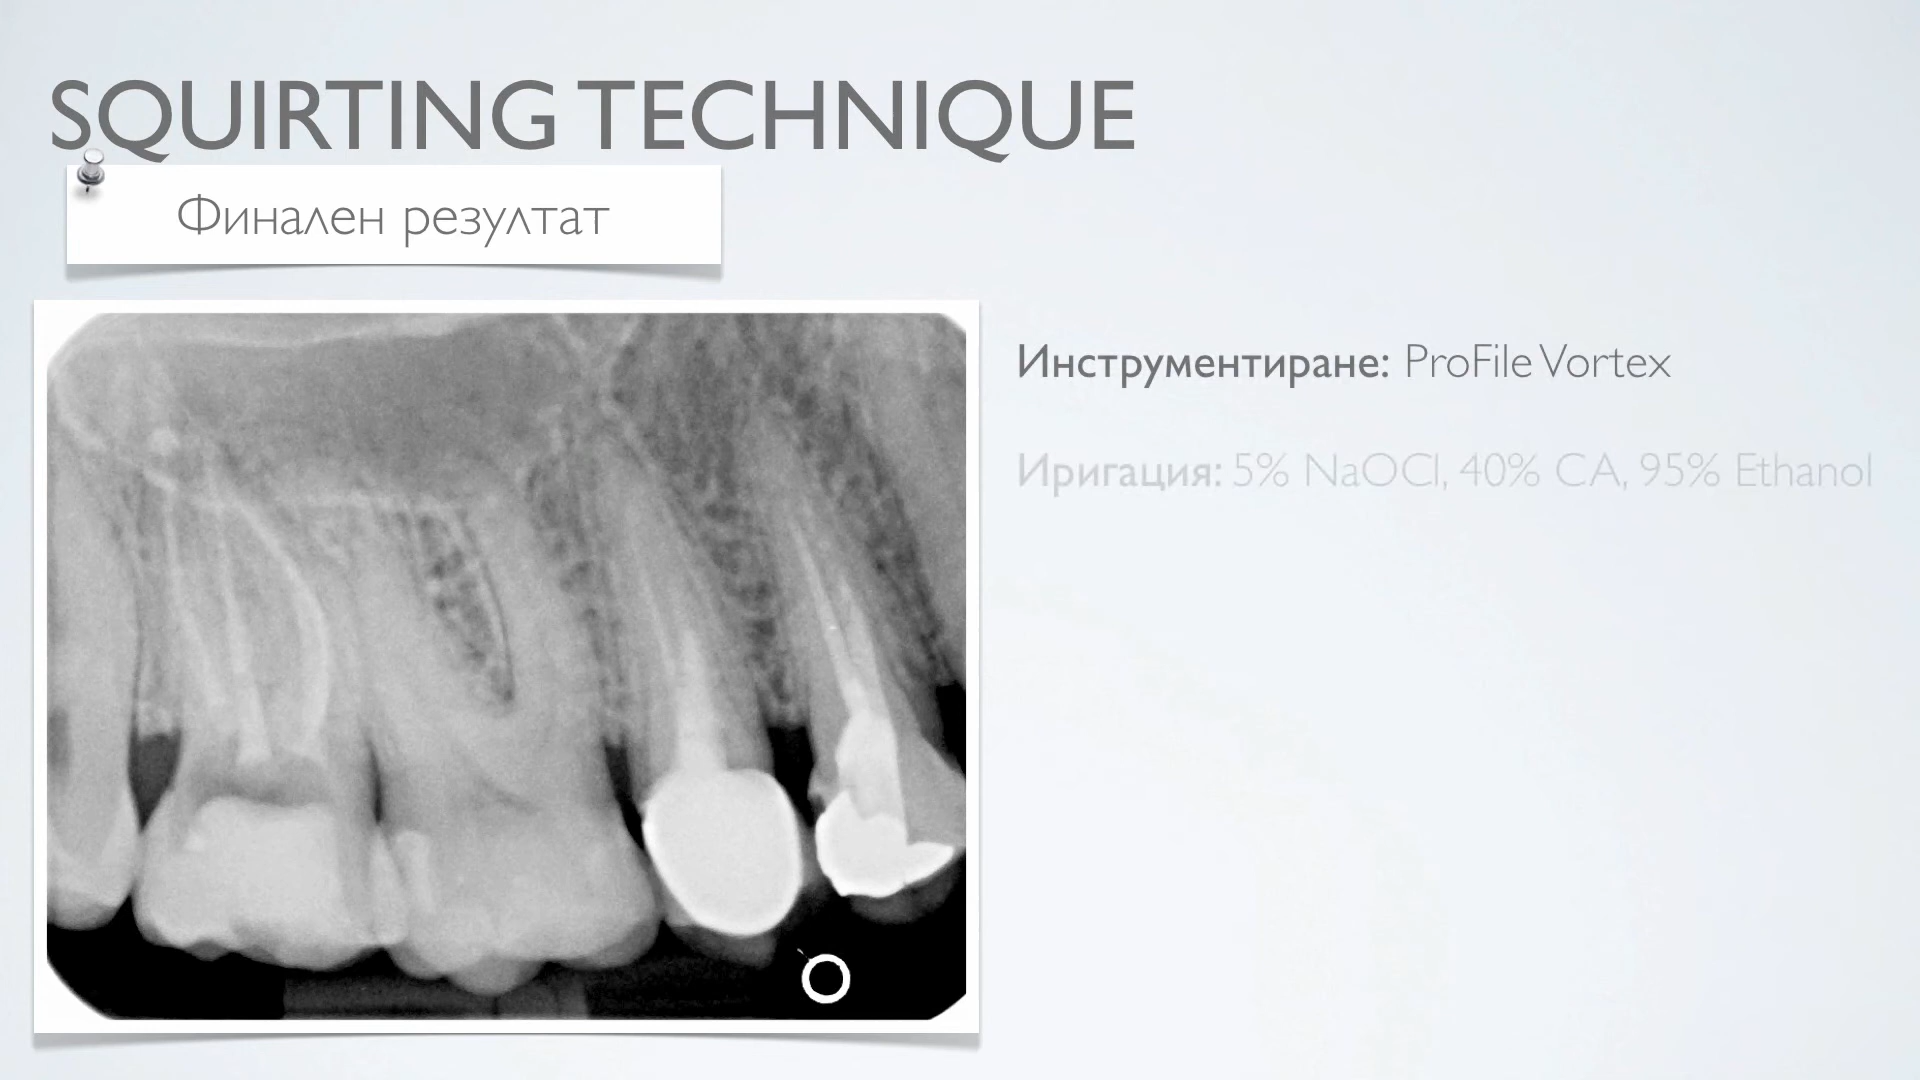 SQUIRTING TECHNIQUE
Финален резултат
Инструментиране: ProFile Vortex
Иригация: 5% NaOCl, 40% CA, 95% Ethanol